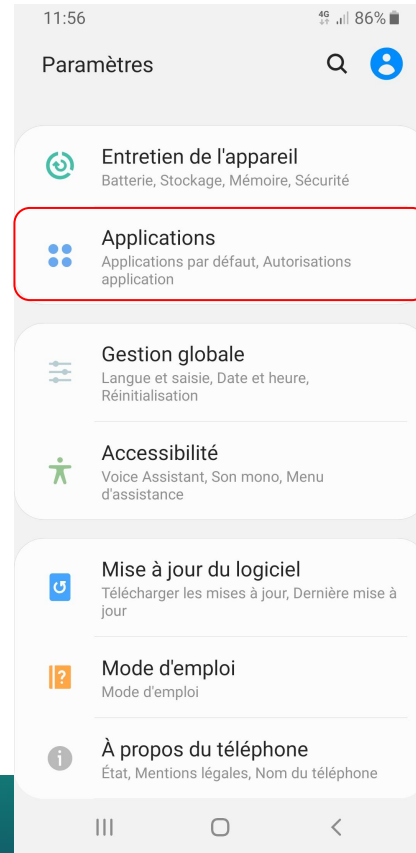 11:56
4G 86%
Paramètres
Entretien de l'appareil
Batterie, Stockage, Mémoire, Sécurité
Applications
Applications par défaut, Autorisations
application
Gestion globale
Langue et saisie, Date et heure,
Réinitialisation
Accessibilité
Voice Assistant, Son mono, Menu
d'assistance
Mise à jour du logiciel
Télécharger les mises à jour, Dernière mise à
jour
Mode d'emploi
Mode d'emploi
À propos du téléphone
État, Mentions légales, Nom du téléphone